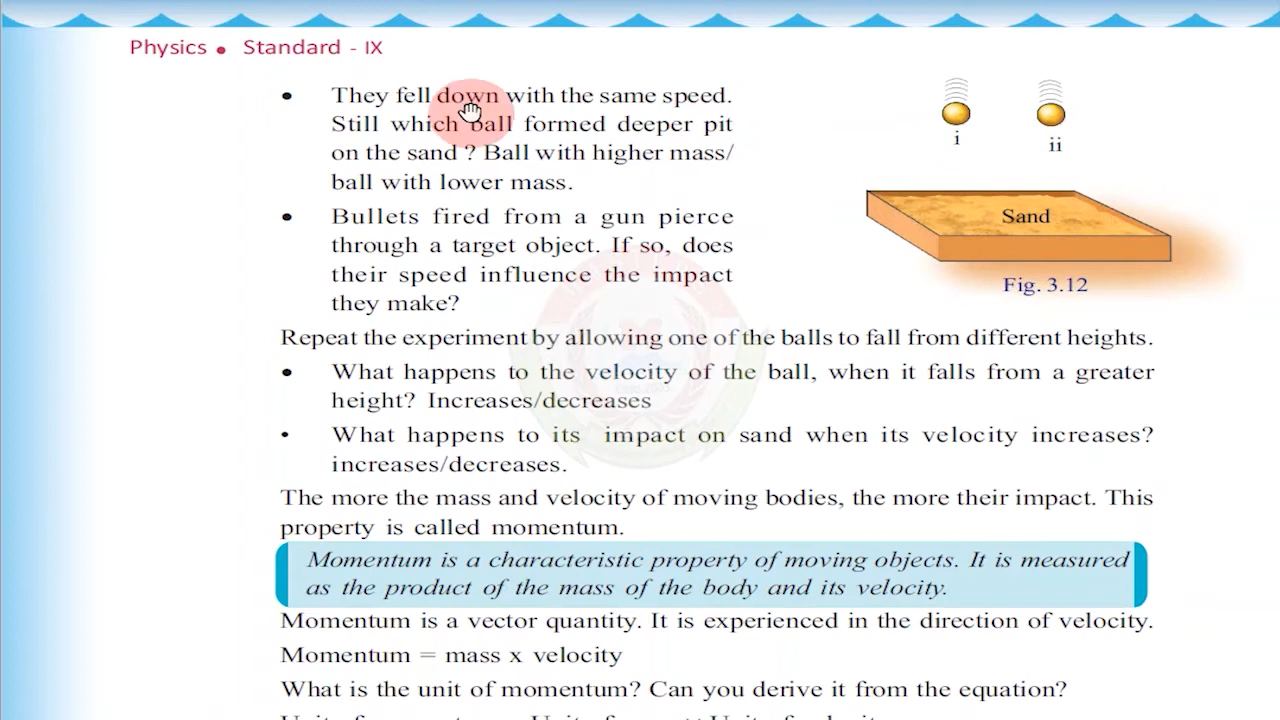 Physics • Standard - IX
• They fell down with the same speed.
Still which ball formed deeper pit
on the sand ? Ball with higher mass/
ball with lower mass.
• Bullets fired from a gun pierce
through a target object. If so, does
their speed influence the impact
they make?
i
ii
Sand
Fig. 3.12
Repeat the experiment by allowing one of the balls to fall from different heights.
• What happens to the velocity of the ball, when it falls from a greater
height? Increases/decreases
• What happens to its impact on sand when its velocity increases?
increases/decreases.
The more the mass and velocity of moving bodies, the more their impact. This
property is called momentum.
Momentum is a characteristic property of moving objects. It is measured
as the product of the mass of the body and its velocity.
Momentum is a vector quantity. It is experienced in the direction of velocity.
Momentum = mass x velocity
What is the unit of momentum? Can you derive it from the equation?